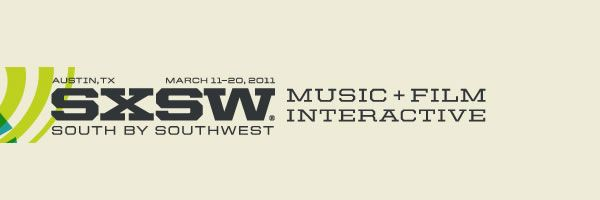 AUSTIN, TX MARCH 11-20, 2011
SXSW®
SOUTH BY SOUTHWEST
MUSIC + FILM
INTERACTIVE